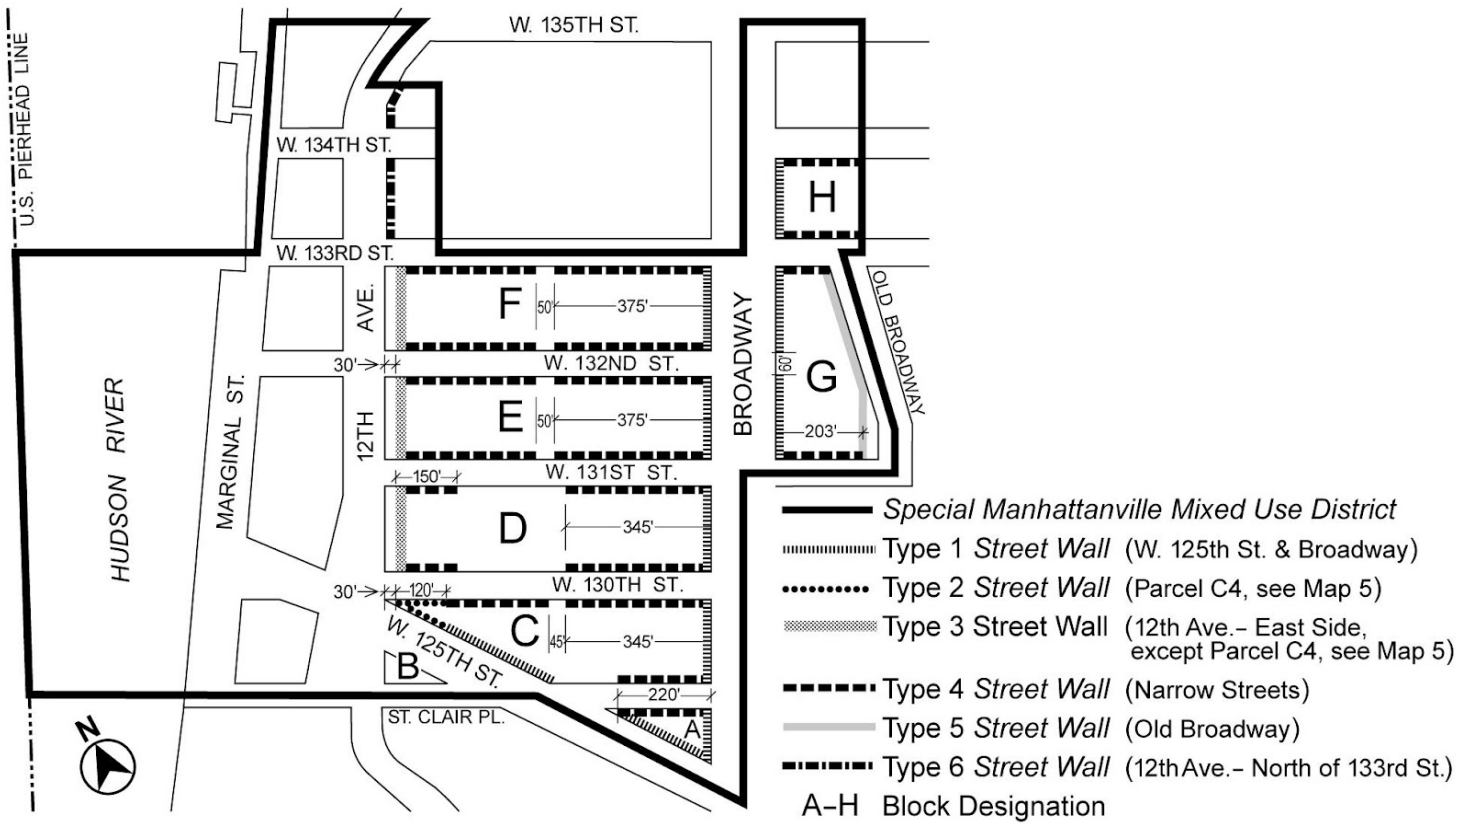 W. 135TH ST.
U.S. PIERHEAD LINE
W. 134TH ST.
H
W. 133RD ST.
OLD BROADWAY
AVE.
F
50'
375'
BROADWAY
30'
W. 132ND ST.
60'
G
HUDSON RIVER
MARGINAL ST.
12TH
E
50'
375'
203'
150'
W. 131ST ST.
D
345'
30'
120'
W. 130TH ST.
C
45'
345'
W. 125TH ST.
B
220'
ST. CLAIR PL.
A
N
Special Manhattanville Mixed Use District
Type 1 Street Wall (W. 125th St. & Broadway)
Type 2 Street Wall (Parcel C4, see Map 5)
Type 3 Street Wall (12th Ave.– East Side,
except Parcel C4, see Map 5)
Type 4 Street Wall (Narrow Streets)
Type 5 Street Wall (Old Broadway)
Type 6 Street Wall (12th Ave.– North of 133rd St.)
A–H Block Designation